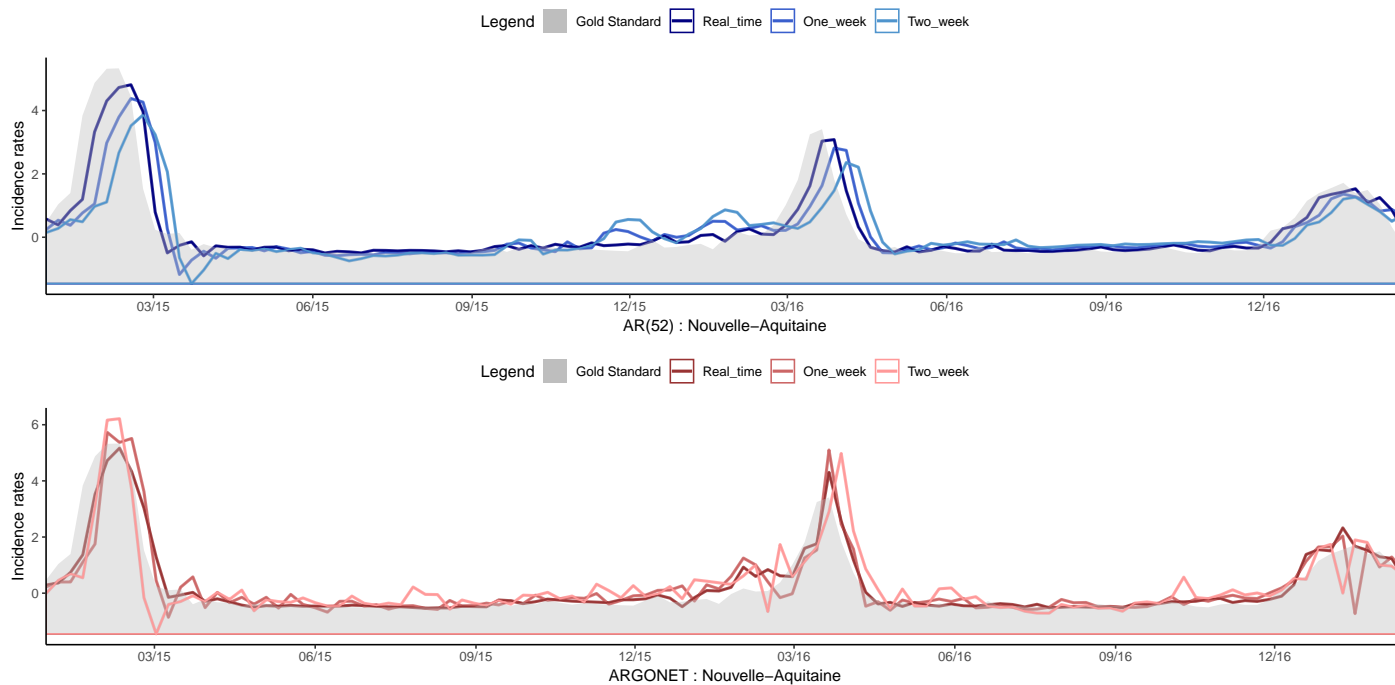 Legend Gold Standard Real_time One_week Two_week
Incidence rates
4
2
0
03/15 06/15 09/15 12/15 03/16 06/16 09/16 12/16
AR(52) : Nouvelle−Aquitaine
Legend Gold Standard Real_time One_week Two_week
Incidence rates
6
4
2
0
03/15 06/15 09/15 12/15 03/16 06/16 09/16 12/16
ARGONET : Nouvelle−Aquitaine